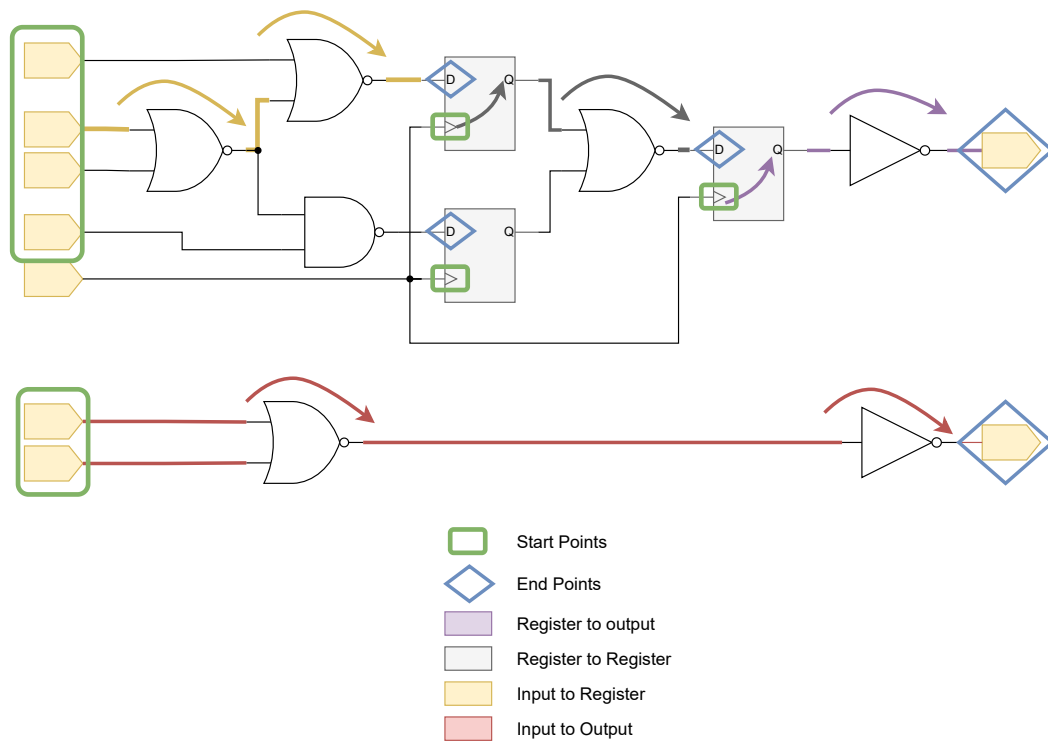 D
Q
D
Q
D
Q
Start Points
End Points
Register to output
Register to Register
Input to Register
Input to Output